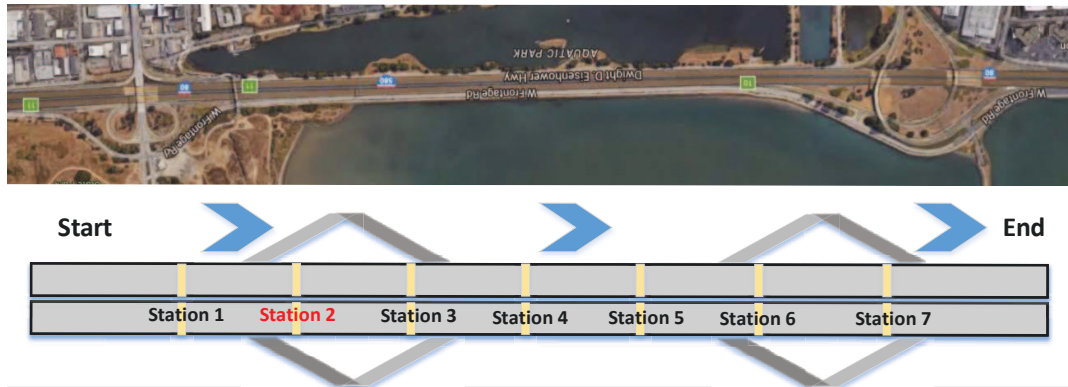 AQUATIC PARK
Dwight D. Eisenhower Hwy
W Frontage Rd
W Frontage Rd
W Frontage Rd
11
80
11
580
10
80
Start
End
Station 1
Station 2
Station 3
Station 4
Station 5
Station 6
Station 7